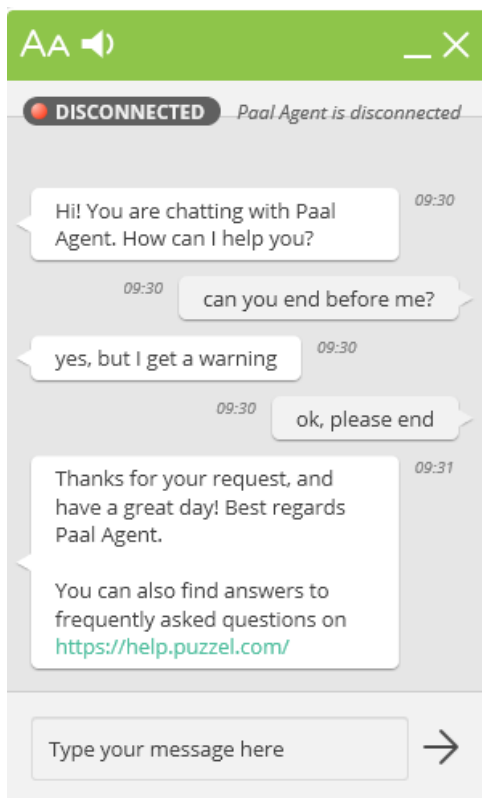 AA
DISCONNECTED Paal Agent is disconnected
09:30
Hi! You are chatting with Paal
Agent. How can I help you?
09:30
can you end before me?
yes, but I get a warning
09:30
09:30
ok, please end
09:31
Thanks for your request, and
have a great day! Best regards
Paal Agent.
You can also find answers to
frequently asked questions on
https://help.puzzel.com/
Type your message here